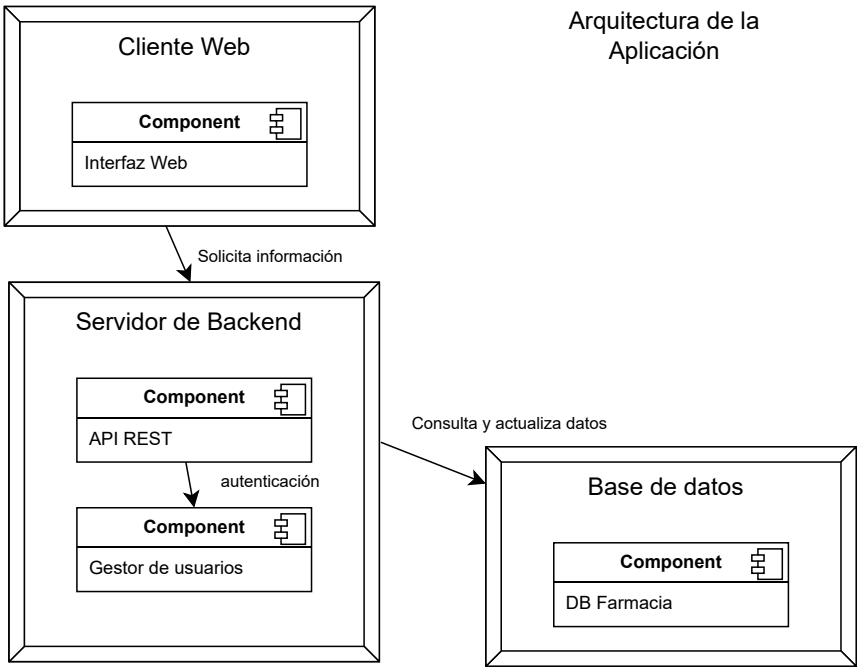 Arquitectura de la
Aplicación
Cliente Web
Component
Interfaz Web
Solicita información
Servidor de Backend
Component
API REST
autenticación
Component
Gestor de usuarios
Consulta y actualiza datos
Base de datos
Component
DB Farmacia